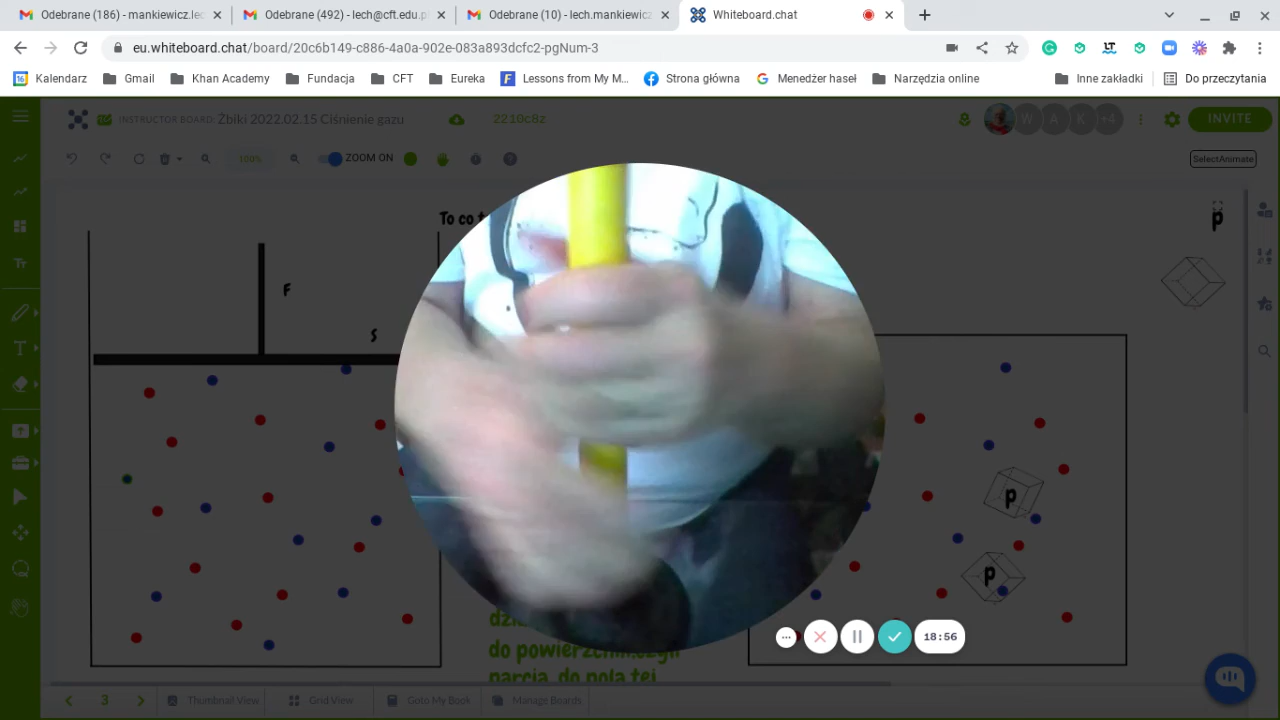 Odebrane (186) - mankiewicz.lec
Odebrane (492) - lech@cft.edu.p
Odebrane (10) - lech.mankiewicz
Whiteboard.chat
eu.whiteboard.chat/board/20c6b149-c886-4a0a-902e-083a893dcfc2-pgNum-3
Kalendarz
Gmail
Khan Academy
Fundacja
CFT
Eureka
Lessons from My M...
Strona główna
Menedżer haseł
Narzędzia online
Inne zakładki
Do przeczytania
INSTRUCTOR BOARD: Żbiki 2022.02.15 Ciśnienie gazu
2210c8z
W A K +4
INVITE
100%
ZOOM ON
SelectAnimate
To co t
p
F
S
p
p
do powierzchni,czyli
parcia, do pola tej
18:56
3
Thumbnail View
Grid View
Goto My Book
Manage Boards